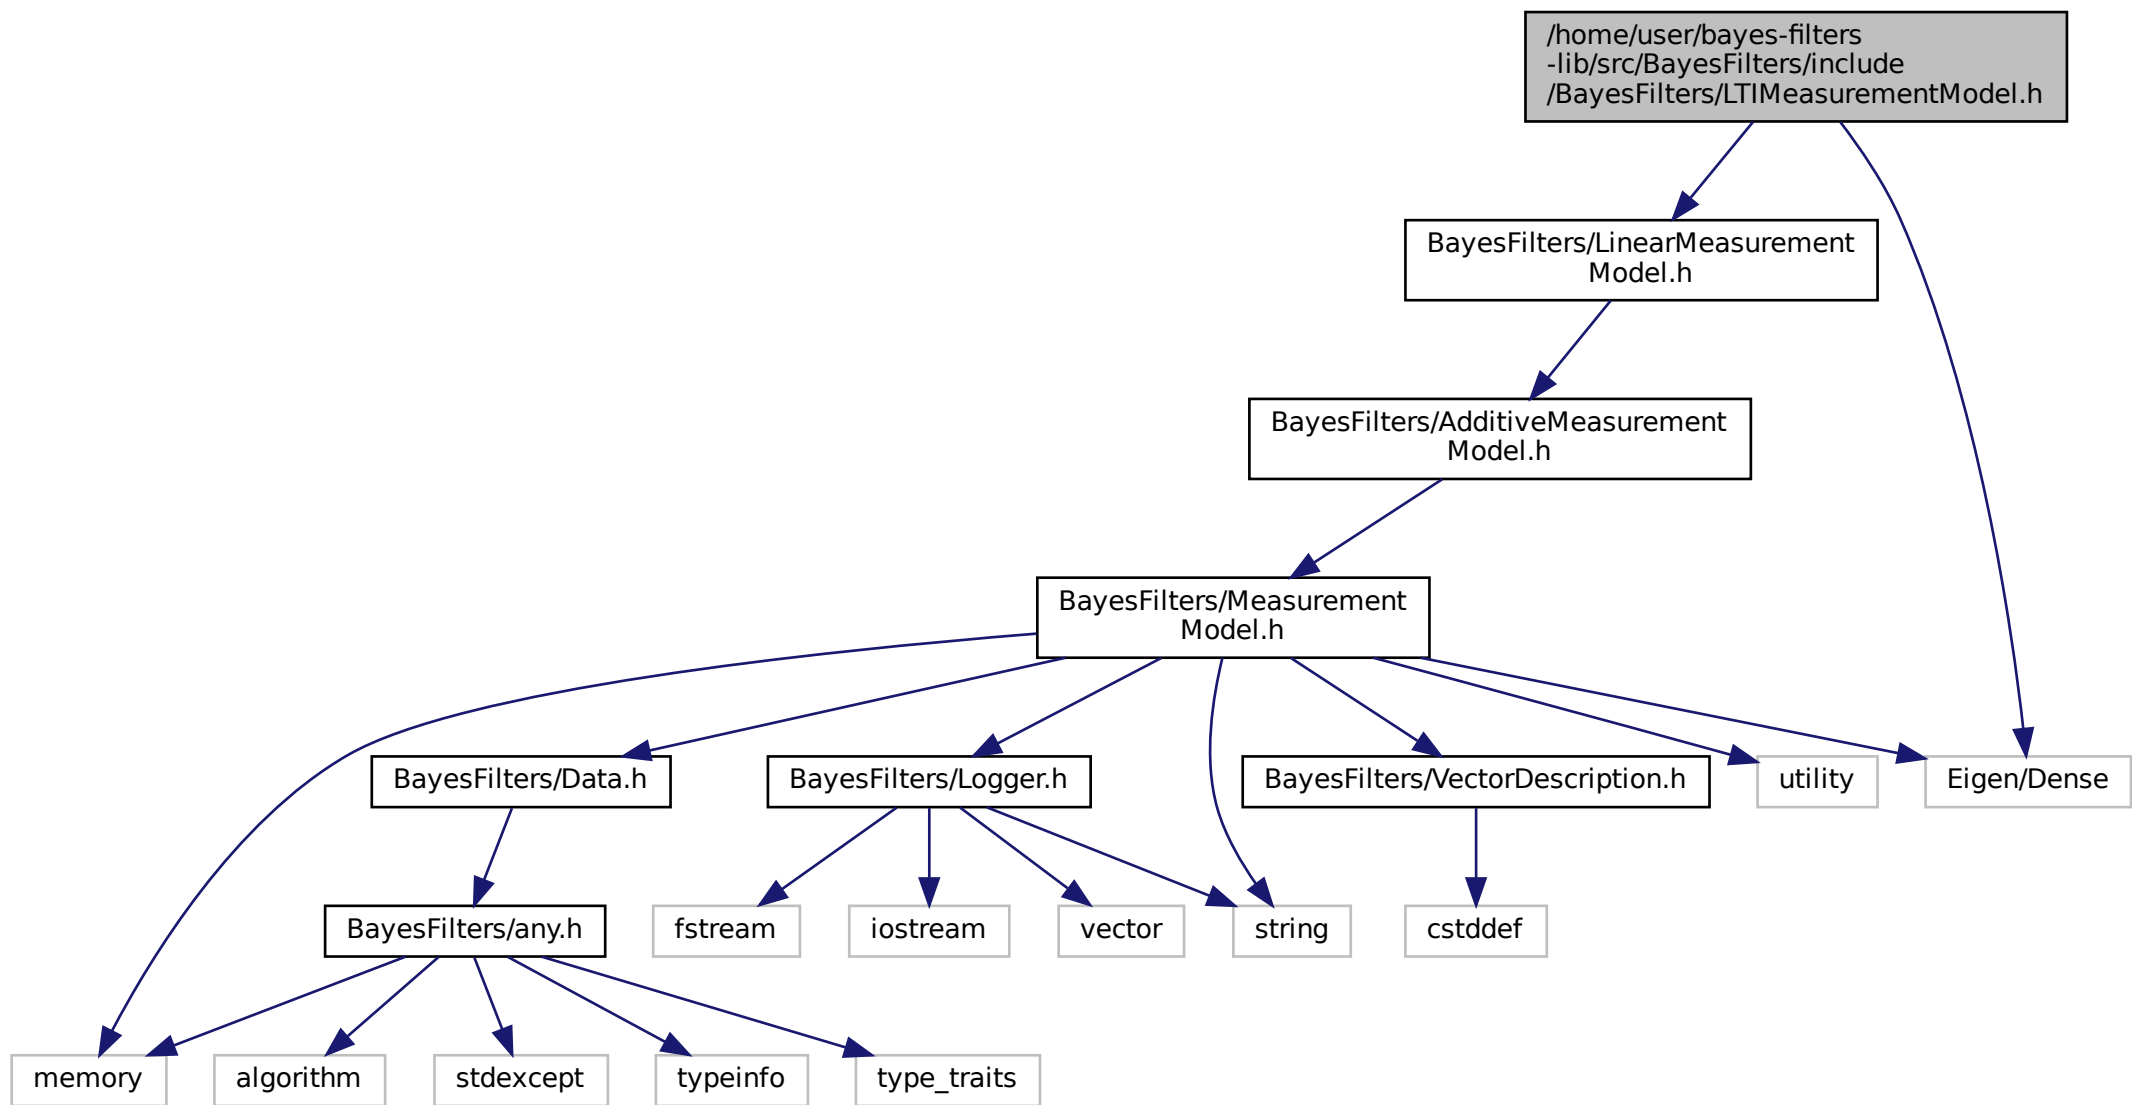 /home/user/bayes-filters
-lib/src/BayesFilters/include
/BayesFilters/LTIMeasurementModel.h
BayesFilters/LinearMeasurement
Model.h
BayesFilters/AdditiveMeasurement
Model.h
BayesFilters/Measurement
Model.h
BayesFilters/Data.h
BayesFilters/Logger.h
BayesFilters/VectorDescription.h
utility
Eigen/Dense
BayesFilters/any.h
fstream
iostream
vector
string
cstddef
memory
algorithm
stdexcept
typeinfo
type_traits